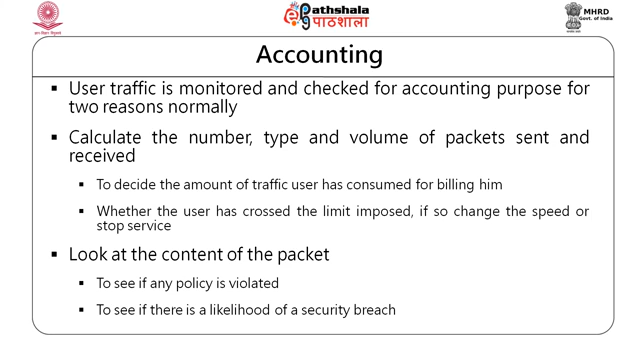 Pathshala
पाठशाला
MHRD
Govt. of India
Accounting
User traffic is monitored and checked for accounting purpose for
two reasons normally
Calculate the number, type and volume of packets sent and
received
To decide the amount of traffic user has consumed for billing him
Whether the user has crossed the limit imposed, if so change the speed or
stop service
Look at the content of the packet
To see if any policy is violated
To see if there is a likelihood of a security breach